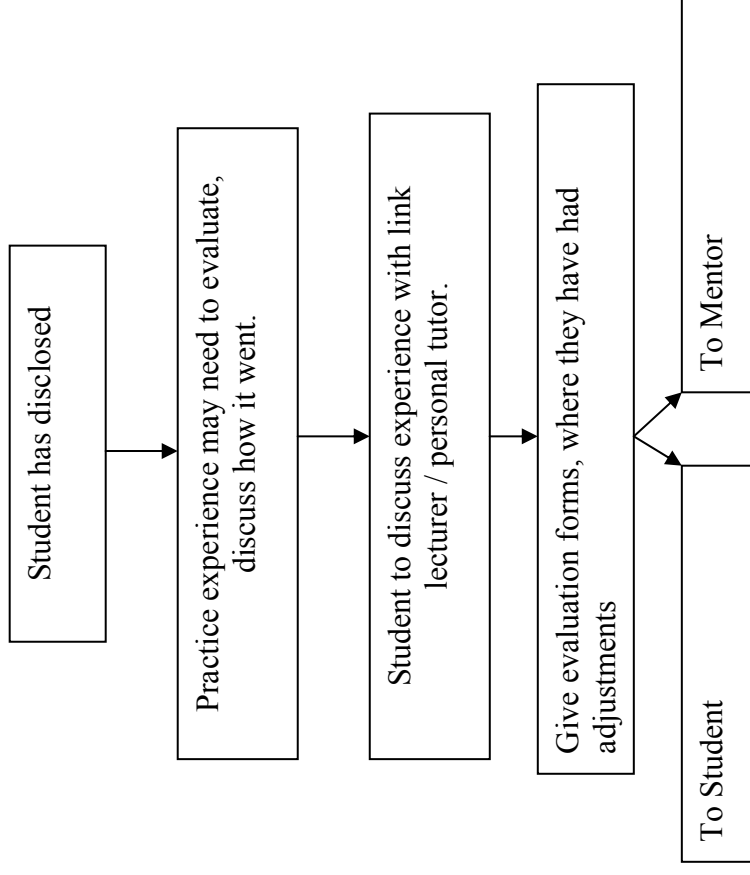 Student has disclosed
Practice experience may need to evaluate,
discuss how it went.
Student to discuss experience with link
lecturer / personal tutor.
Give evaluation forms, where they have had
adjustments
To Student
To Mentor